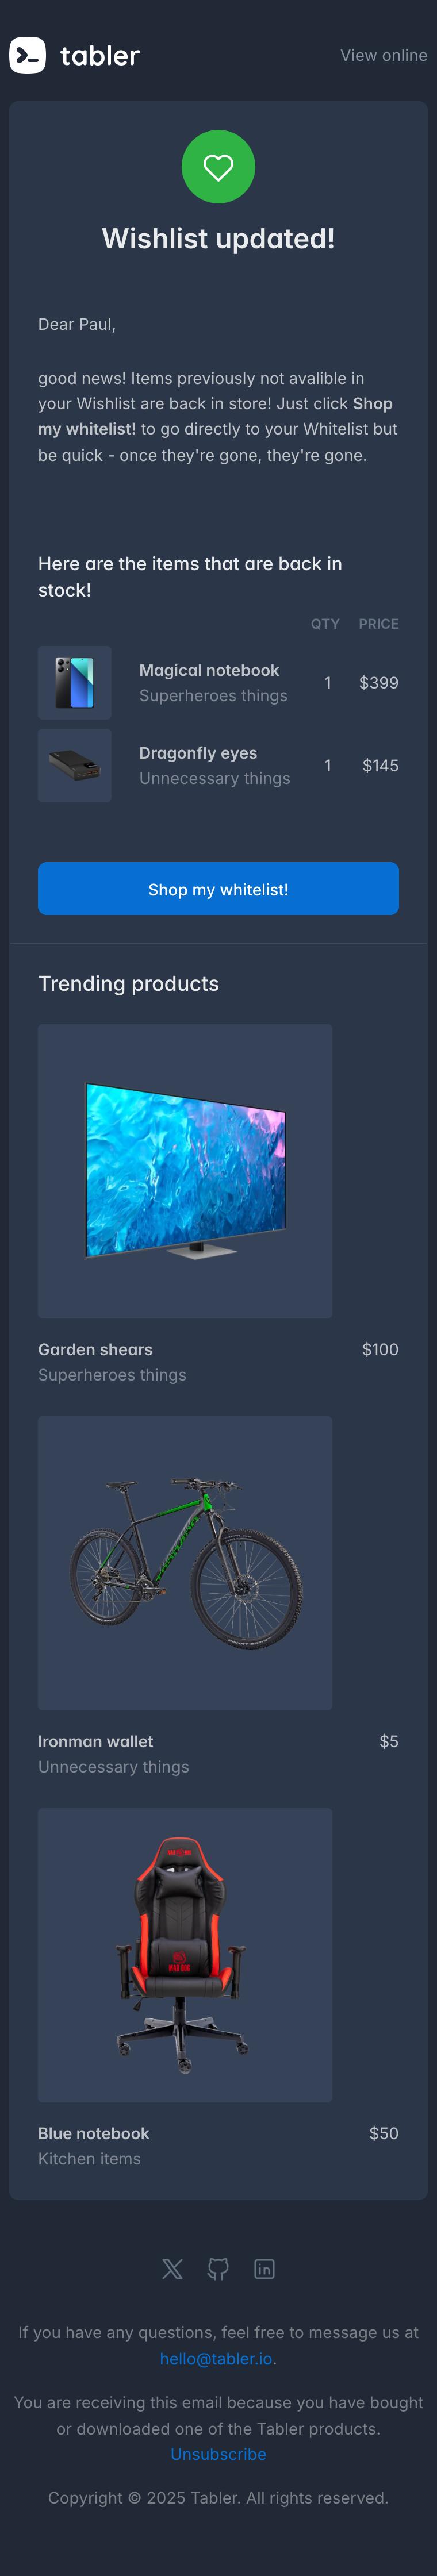 tabler
View online
Wishlist updated!
Dear Paul,
good news! Items previously not avalible in
your Wishlist are back in store! Just click Shop
my whitelist! to go directly to your Whitelist but
be quick - once they're gone, they're gone.
Here are the items that are back in
stock!
QTY PRICE
Magical notebook
Superheroes things
1 $399
Dragonfly eyes
Unnecessary things
1 $145
Shop my whitelist!
Trending products
Garden shears $100
Superheroes things
Ironman wallet $5
Unnecessary things
MAD DOG
Blue notebook $50
Kitchen items
If you have any questions, feel free to message us at
hello@tabler.io.
You are receiving this email because you have bought
or downloaded one of the Tabler products.
Unsubscribe
Copyright © 2025 Tabler. All rights reserved.